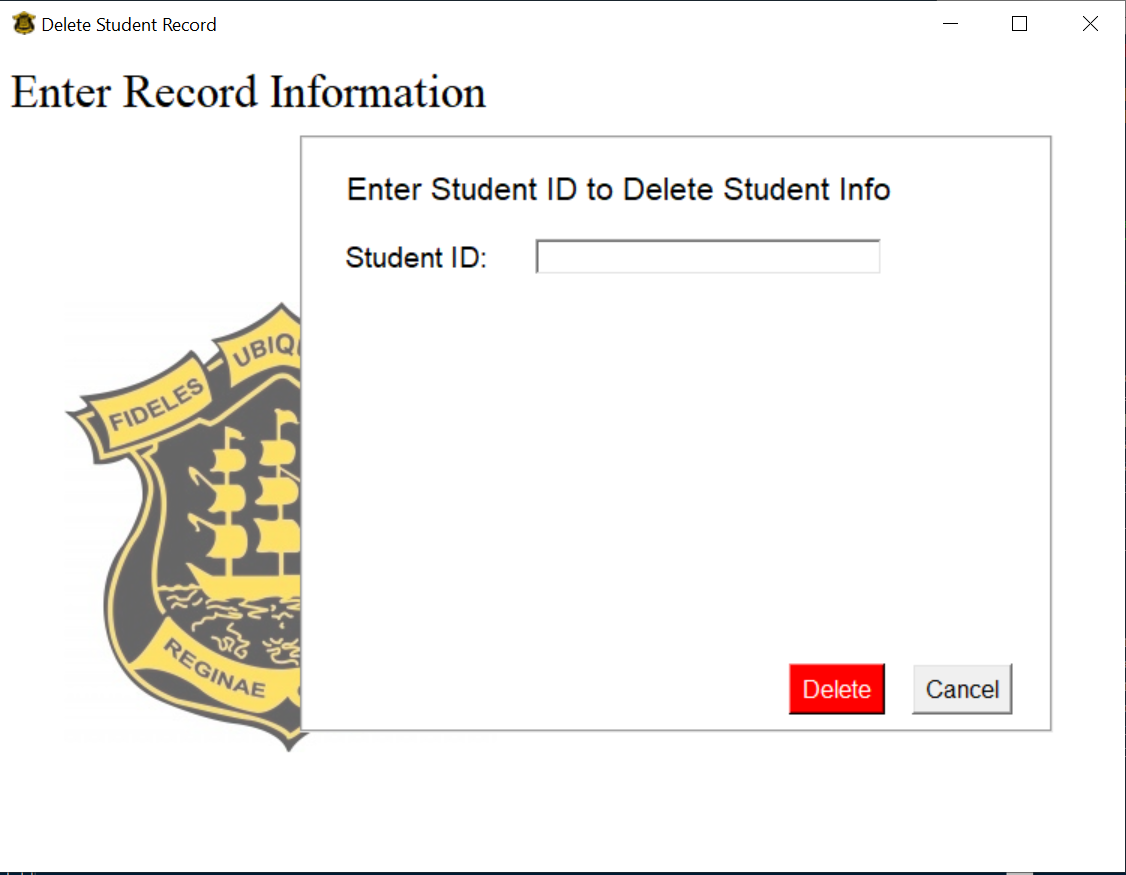 Delete Student Record
Enter Record Information
Enter Student ID to Delete Student Info
Student ID:
FIDELES
REGINAE
Delete
Cancel